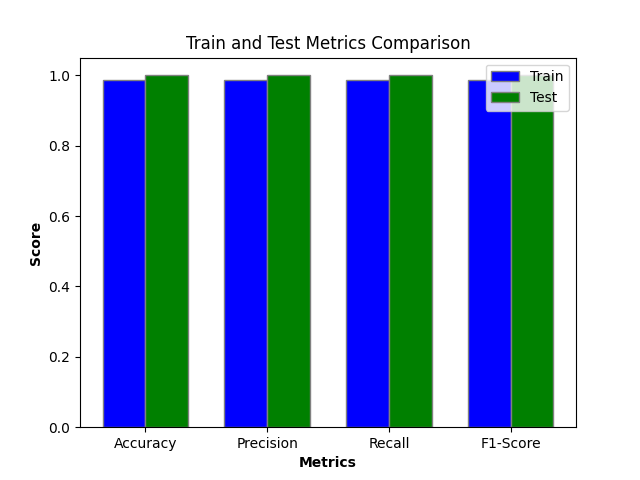 Train and Test Metrics Comparison
Train
Test
1.0
0.8
0.6
0.4
0.2
0.0
Score
Accuracy
Precision
Recall
F1-Score
Metrics